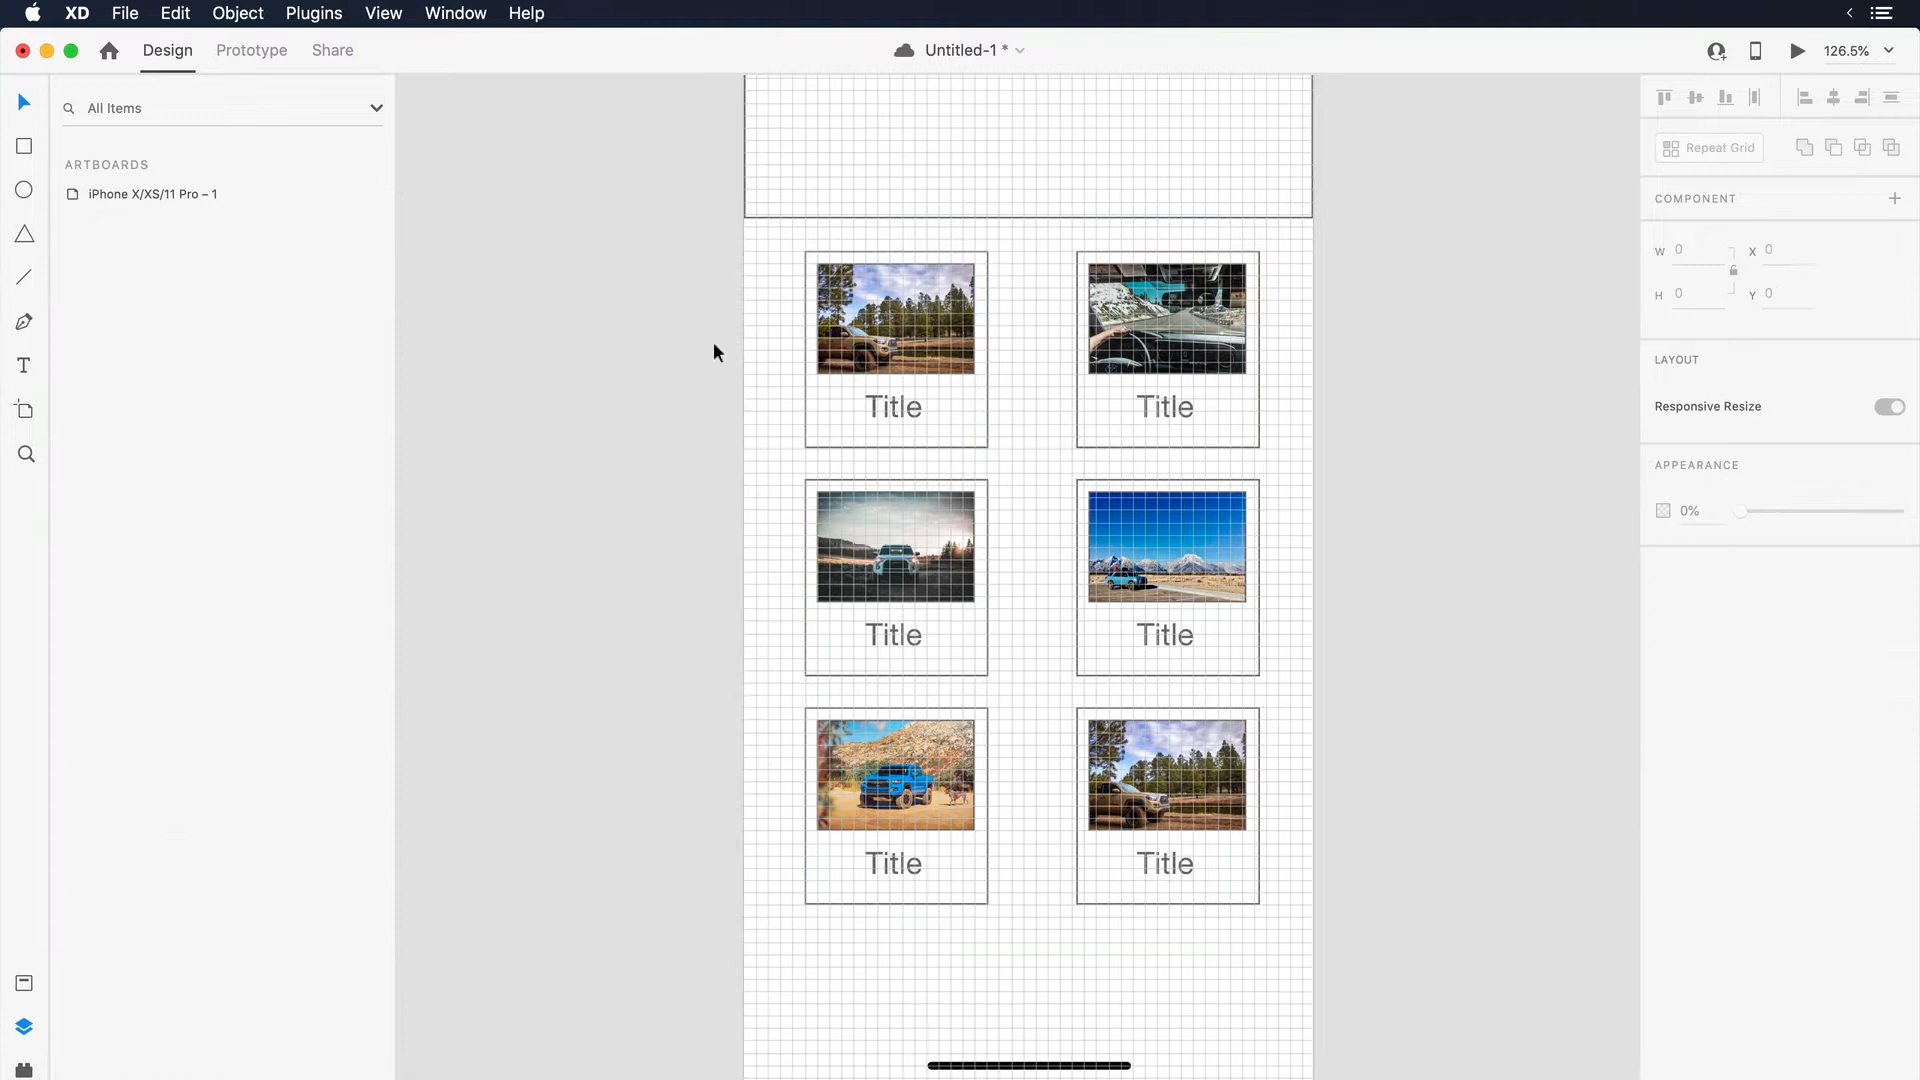 XD File Edit Object Plugins View Window Help
Design Prototype Share Untitled-1 * 126.5%
All Items
ARTBOARDS
iPhone X/XS/11 Pro – 1
Title Title
Title Title
Title Title
Repeat Grid
COMPONENT
W 0 X 0
H 0 Y 0
LAYOUT
Responsive Resize
APPEARANCE
0%